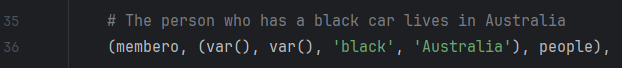 35 # The person who has a black car lives in Australia
36 (membero, (var(), var(), 'black', 'Australia'), people),